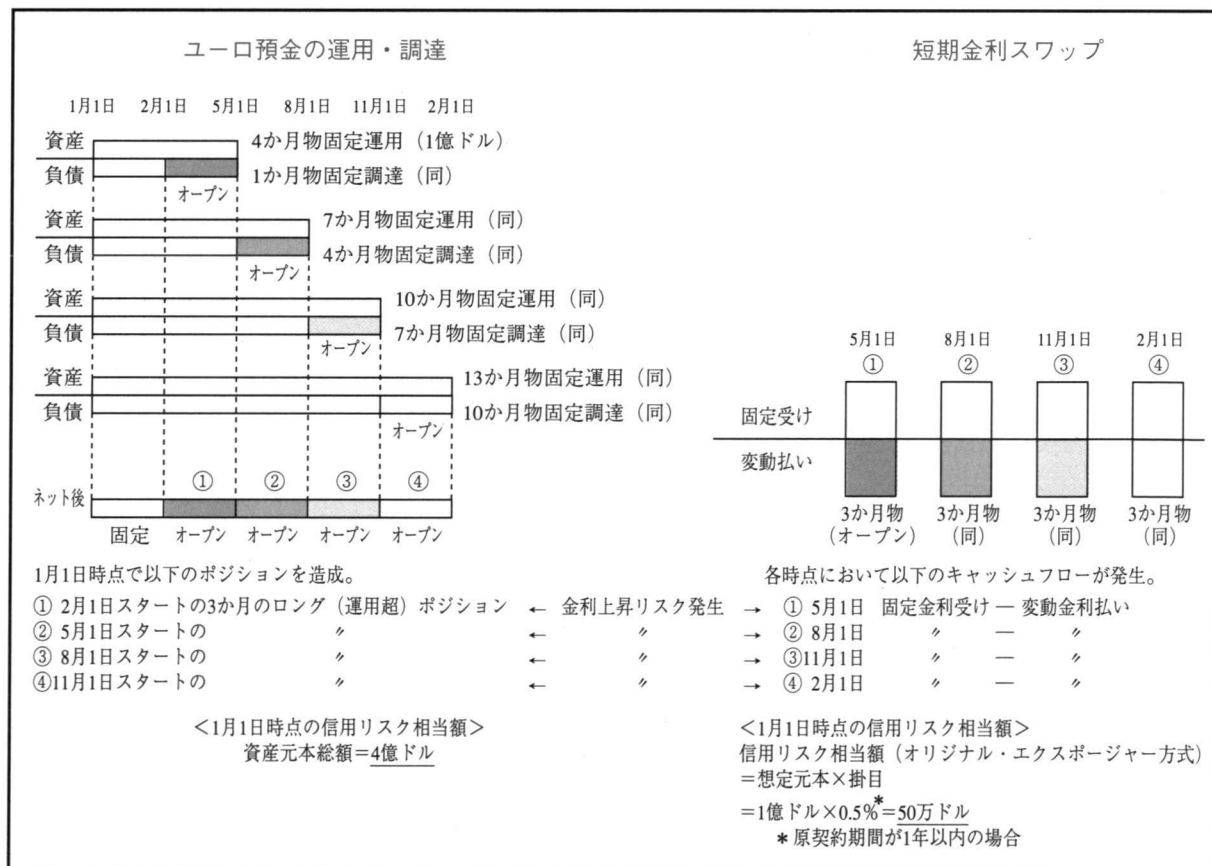 ユーロ預金の運用・調達
1月1日 2月1日 5月1日 8月1日 11月1日 2月1日
資産 4か月物固定運用（1億ドル）
負債 1か月物固定調達（同）
オープン
資産 7か月物固定運用（同）
負債 4か月物固定調達（同）
オープン
資産 10か月物固定運用（同）
負債 7か月物固定調達（同）
オープン
資産 13か月物固定運用（同）
負債 10か月物固定調達（同）
オープン
① ② ③ ④
ネット後
固定 オープン オープン オープン オープン
短期金利スワップ
5月1日 8月1日 11月1日 2月1日
① ② ③ ④
固定受け
変動払い
3か月物 3か月物 3か月物 3か月物
（オープン） （同） （同） （同）
1月1日時点で以下のポジションを造成。 各時点において以下のキャッシュフローが発生。
① 2月1日スタートの3か月のロング（運用超）ポジション ← 金利上昇リスク発生 → ① 5月1日 固定金利受け ― 変動金利払い
② 5月1日スタートの 〃 ← 〃 → ② 8月1日 〃 ― 〃
③ 8月1日スタートの 〃 ← 〃 → ③11月1日 〃 ― 〃
④11月1日スタートの 〃 ← 〃 → ④ 2月1日 〃 ― 〃
＜1月1日時点の信用リスク相当額＞
資産元本総額＝4億ドル
＜1月1日時点の信用リスク相当額＞
信用リスク相当額（オリジナル・エクスポージャー方式）
＝想定元本×掛目
＝1億ドル×0.5%*＝50万ドル
＊原契約期間が1年以内の場合